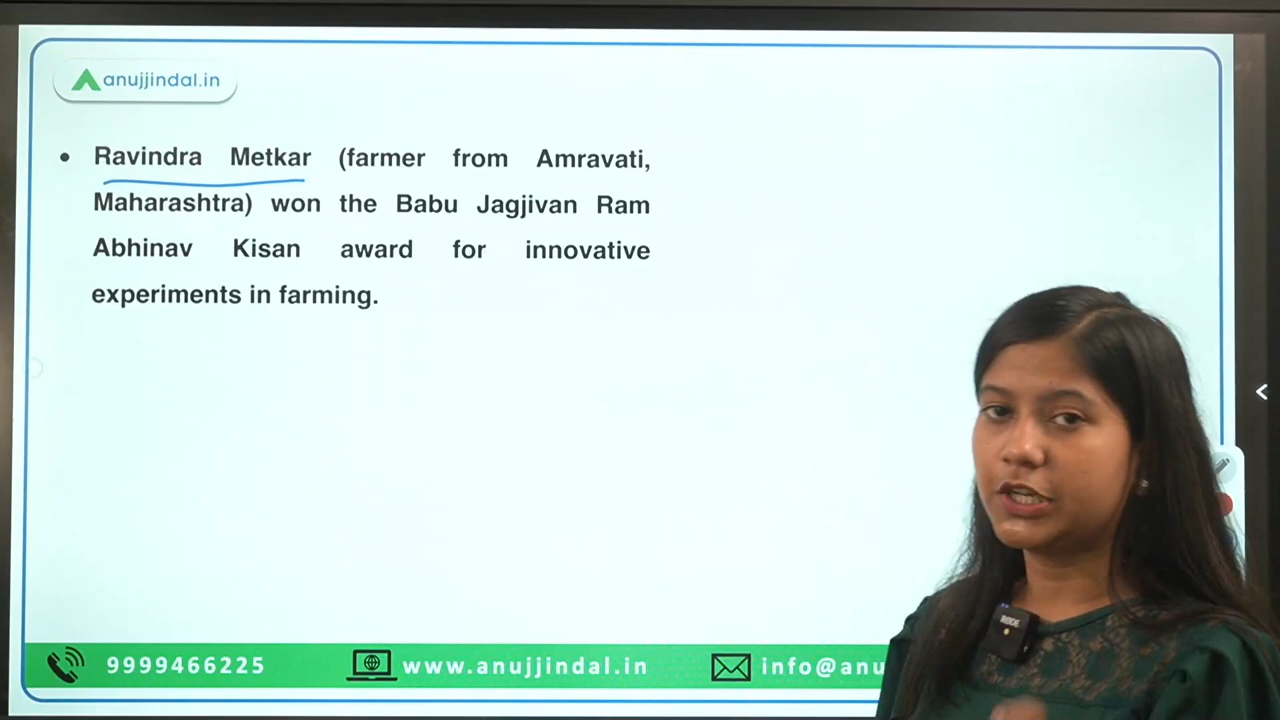 anujjindal.in
• Ravindra Metkar (farmer from Amravati,
Maharashtra) won the Babu Jagjivan Ram
Abhinav Kisan award for innovative
experiments in farming.
RODE
9999466225 www.anujjindal.in info@anu